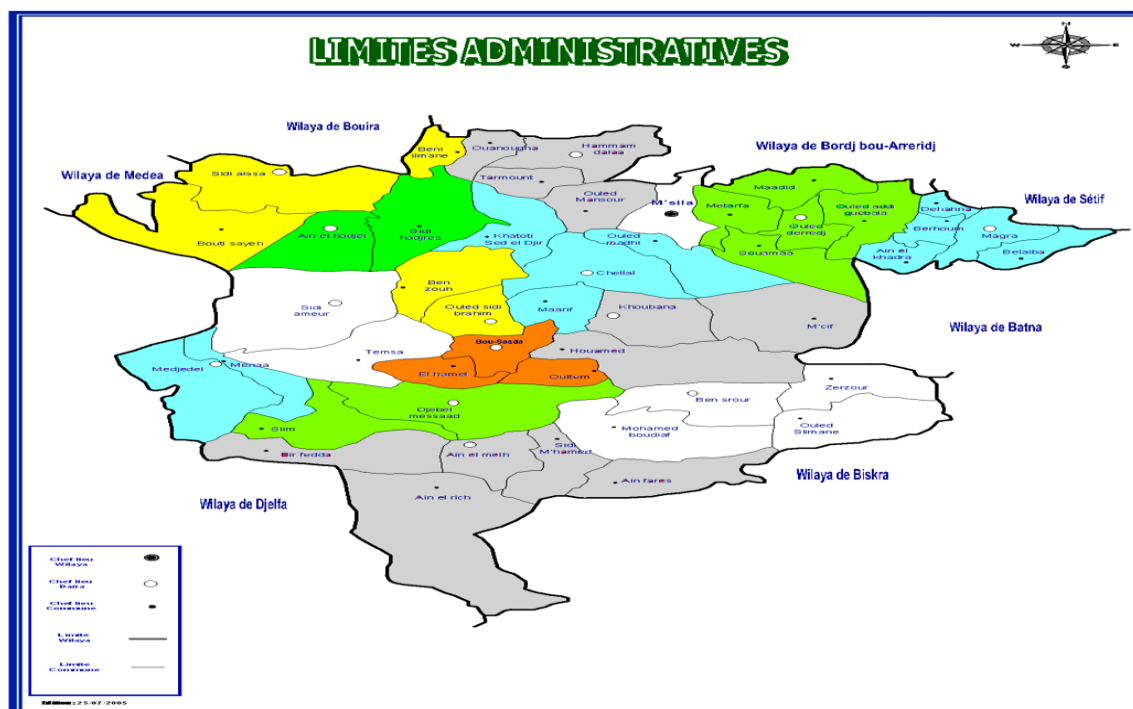 LIMITES ADMINISTRATIVES
W
E
Wilaya de Bouira
Wilaya de Bordj bou-Arreridj
Wilaya de Medea
Wilaya de Sétif
Wilaya de Batna
Wilaya de Biskra
Wilaya de Djelfa
Beni
ilmane
Ouanougha
Hammam
dalaa
Tarmount
Sidi aissa
Ouled
Mansour
M'sila
Maadid
Metarfa
Ouled addi
guebala
Ouled
derredj
Souamaa
Dehahna
Berhoum
Magra
Ain el
khadra
Belaiba
Bouti sayeh
Ain el hadjel
Sidi
hadjres
Khatoti
Sed el Djir
Ouled
madhi
Chellal
Ben
zouh
Ouled sidi
brahim
Maarif
Khoubana
M'cif
Sidi
ameur
Temsa
Bou-Saada
Houamed
El hamel
Oultem
Medjedel
Menaa
Djebel
messaad
Slim
Ben srour
Zerzour
Mohamed
boudiaf
Ouled
Slimane
Bir fedda
Ain el melh
Sidi
M'hamed
Ain fares
Ain el rich
Chef lieu
Wilaya
Chef lieu
Daira
Chef lieu
Commune
Limite
Wilaya
Limite
Commune
Edition : 25/07/2005